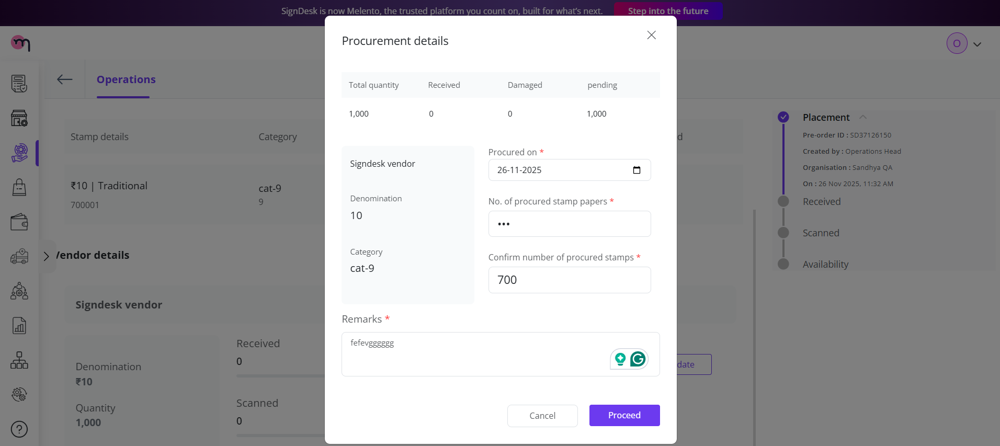 SignDesk is now Melento, the trusted platform you count on, built for what's next.
Step into the future
Procurement details
O
Operations
Total quantity Received Damaged pending
1,000 0 0 1,000
Stamp details Category
d
₹10 | Traditional
700001
cat-9
9
Signdesk vendor
Denomination
10
Category
cat-9
Procured on *
26-11-2025
No. of procured stamp papers *
•••
Confirm number of procured stamps *
700
Remarks *
fefevgggggg
Cancel
Proceed
Vendor details
Signdesk vendor
Denomination
₹10
Quantity
1,000
Received
0
Scanned
0
date
Placement
Pre-order ID : SD37126150
Created by : Operations Head
Organisation : Sandhya QA
On : 26 Nov 2025, 11:32 AM
Received
Scanned
Availability